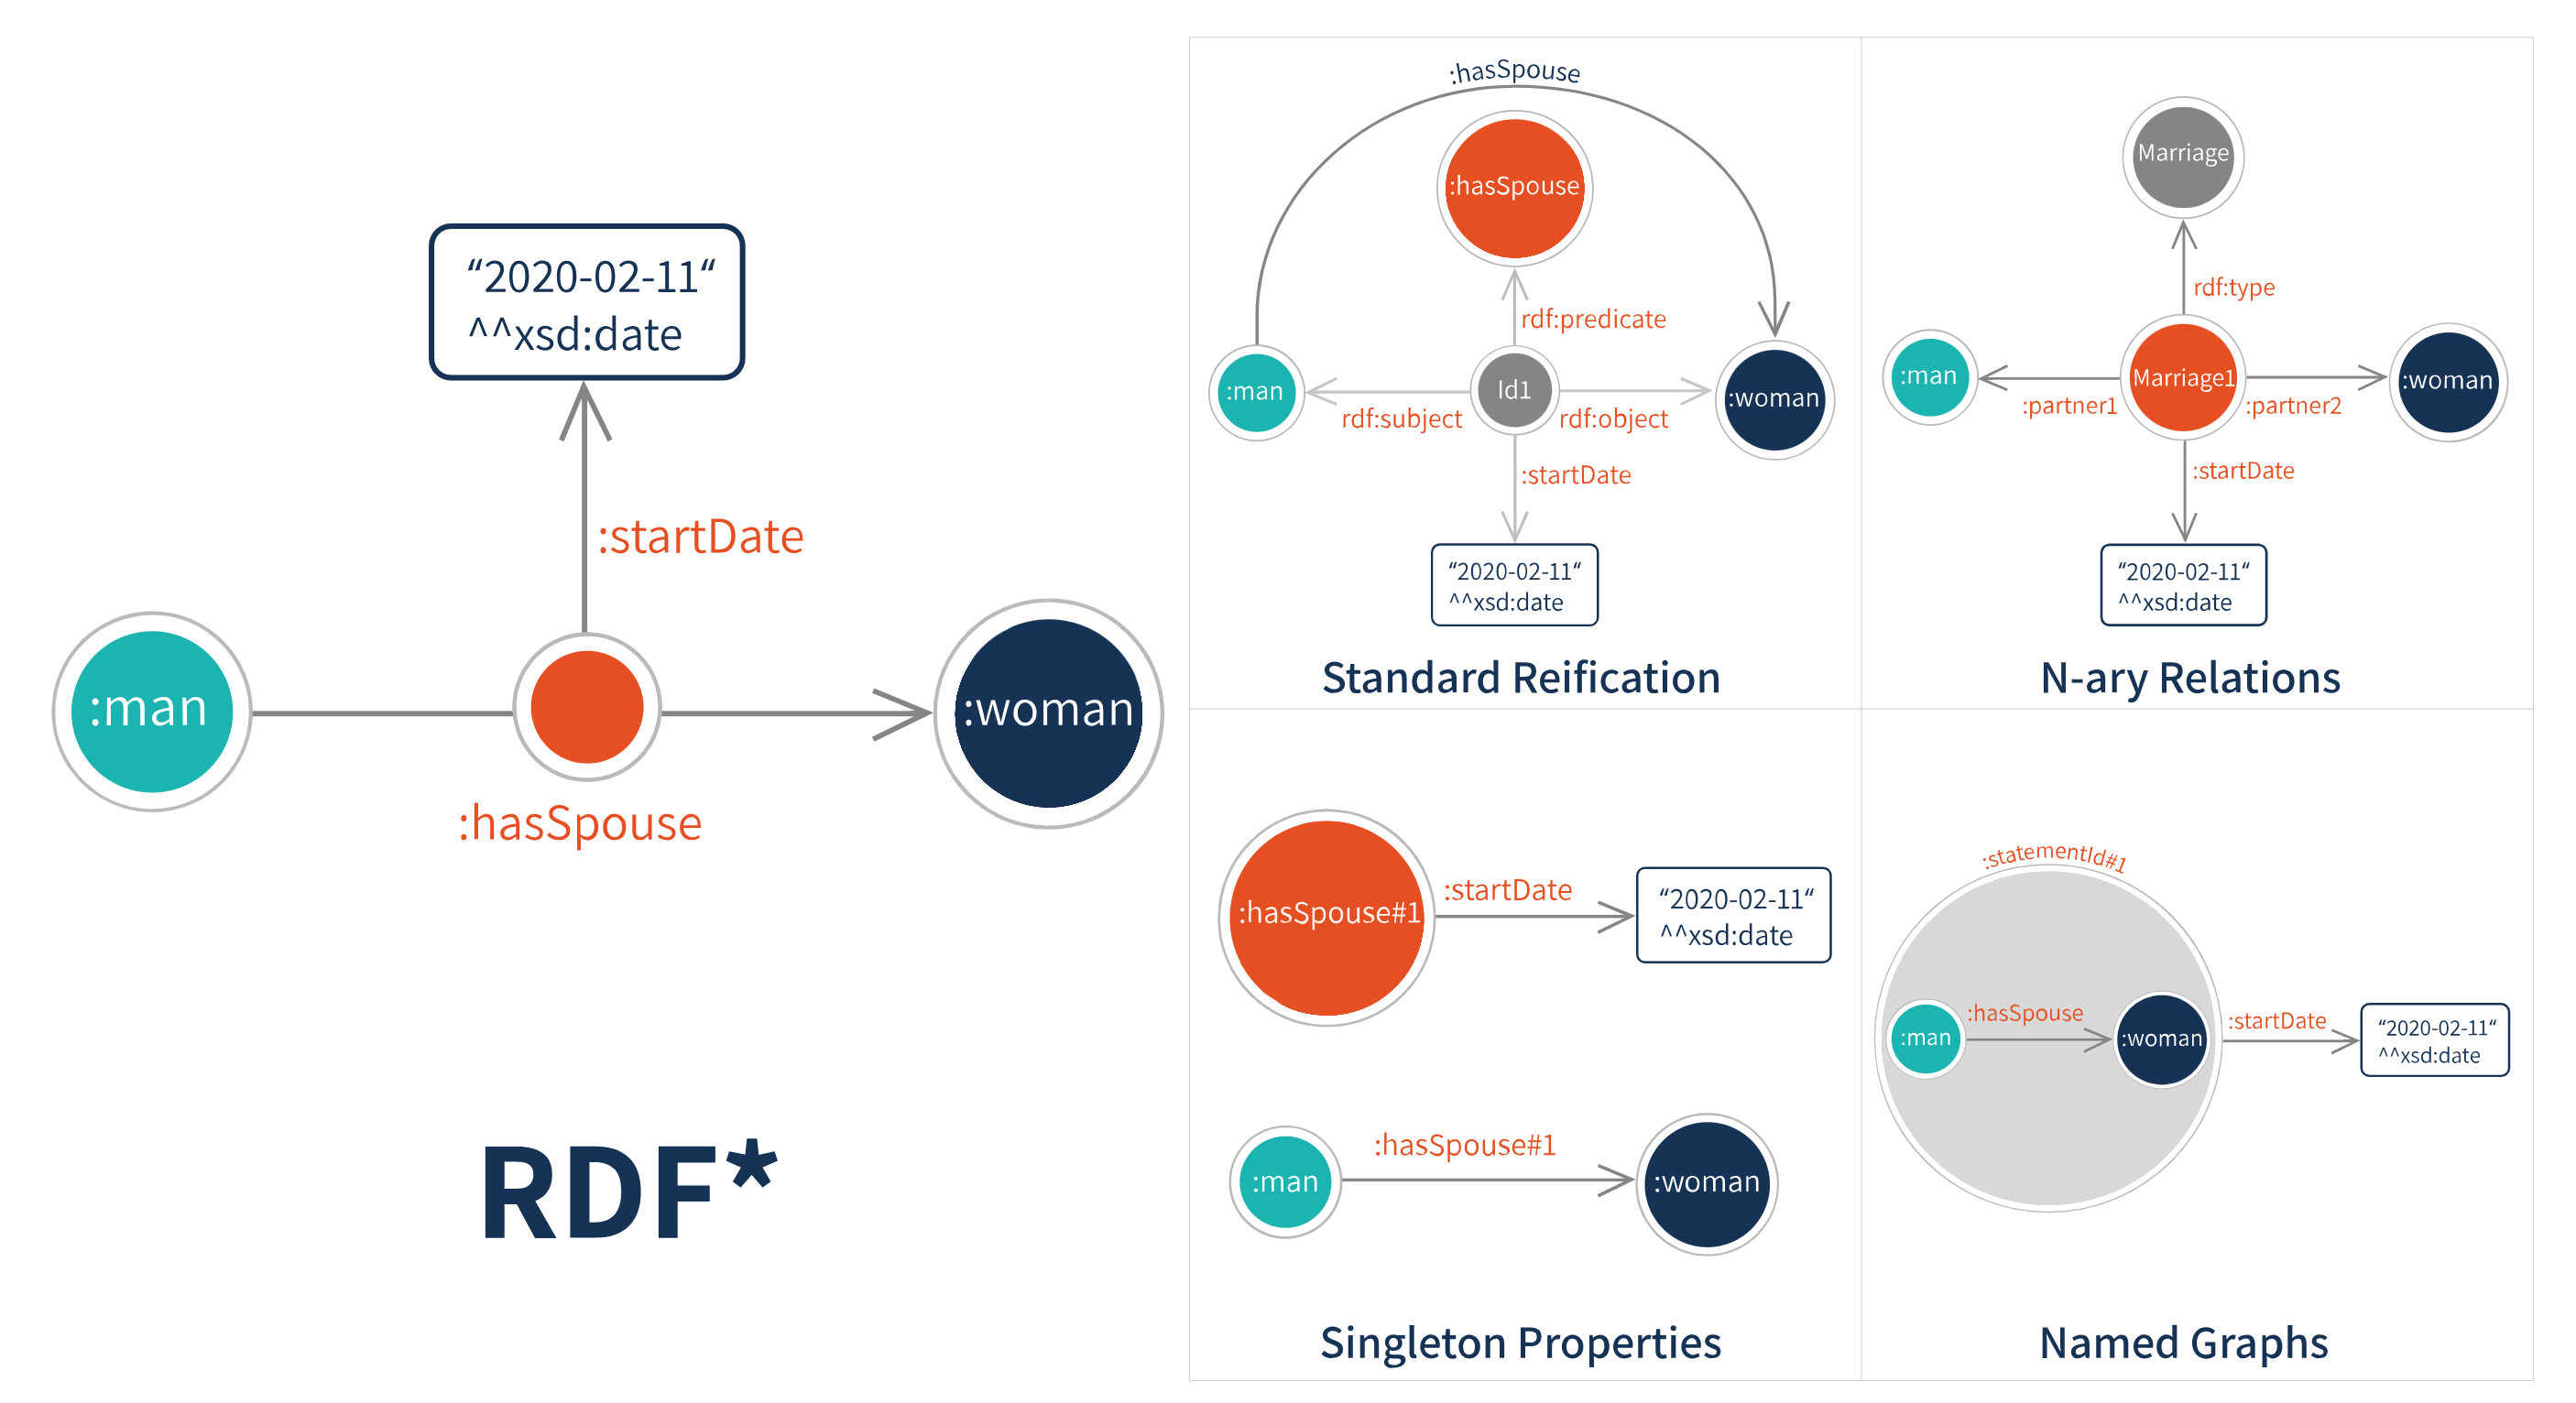 “2020-02-11“
^^xsd:date
:startDate
:man
:woman
:hasSpouse
RDF*
:hasSpouse
:hasSpouse
rdf:predicate
:man
Id1
:woman
rdf:subject
rdf:object
:startDate
“2020-02-11“
^^xsd:date
Standard Reification
Marriage
rdf:type
:man
Marriage1
:woman
:partner1
:partner2
:startDate
“2020-02-11“
^^xsd:date
N-ary Relations
:hasSpouse#1
:startDate
“2020-02-11“
^^xsd:date
:hasSpouse#1
:man
:woman
Singleton Properties
:statementId#1
:man
:hasSpouse
:woman
:startDate
“2020-02-11“
^^xsd:date
Named Graphs